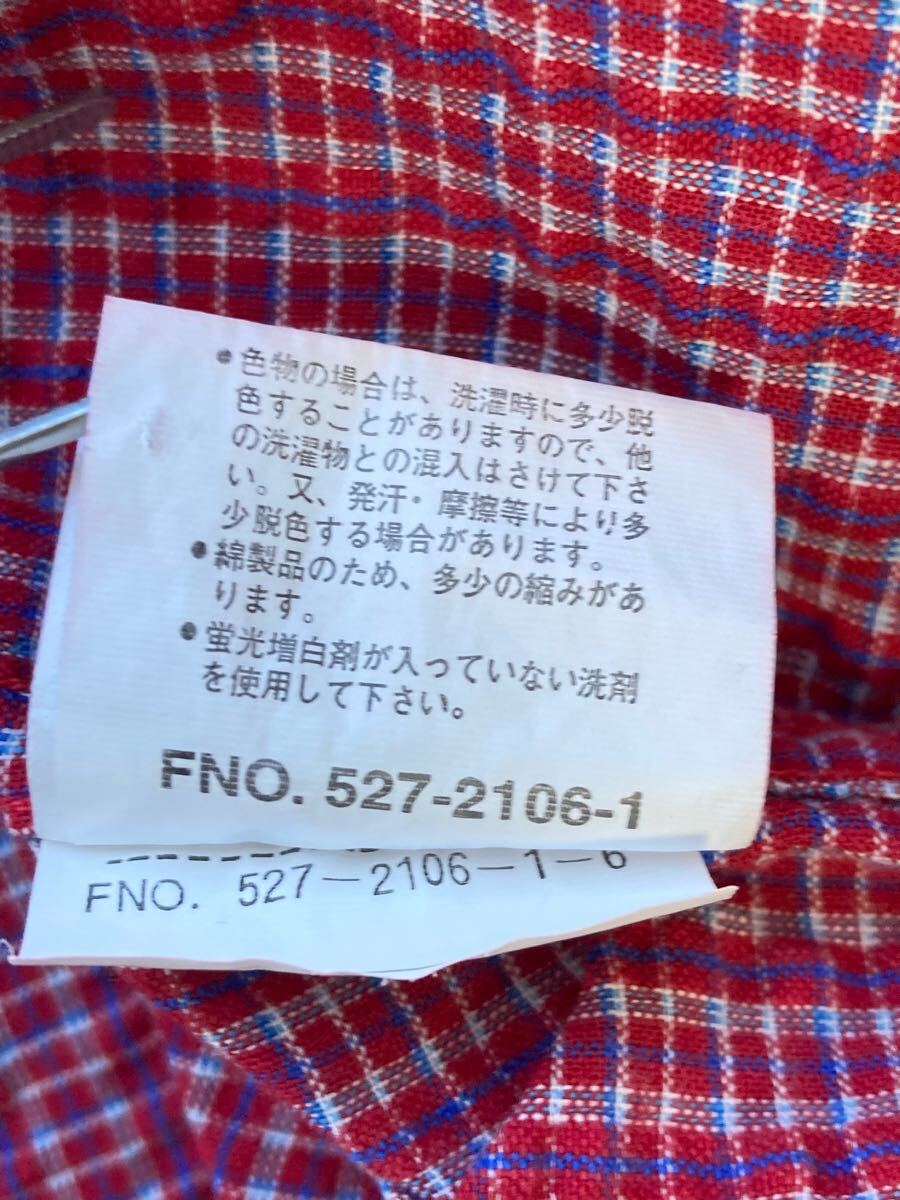 ●色物の場合は、洗濯時に多少脱
色することがありますので、他
の洗濯物との混入はさけて下さ
い。又、発汗・摩擦等により多
少脱色する場合があります。
●綿製品のため、多少の縮みがあ
ります。
●蛍光増白剤が入っていない洗剤
を使用して下さい。
FNO. 527-2106-1
FNO. 527-2106-1-6